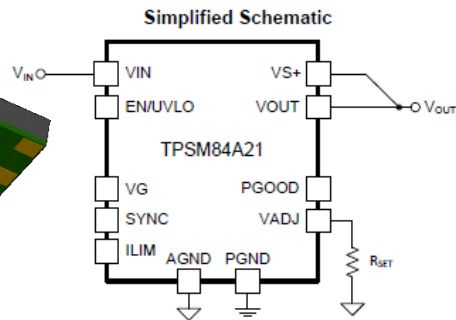 Simplified Schematic
VIN VIN VS+
EN/UVLO VOUT VOUT
TPSM84A21
VG PGOOD
SYNC VADJ
ILIM AGND PGND RSET